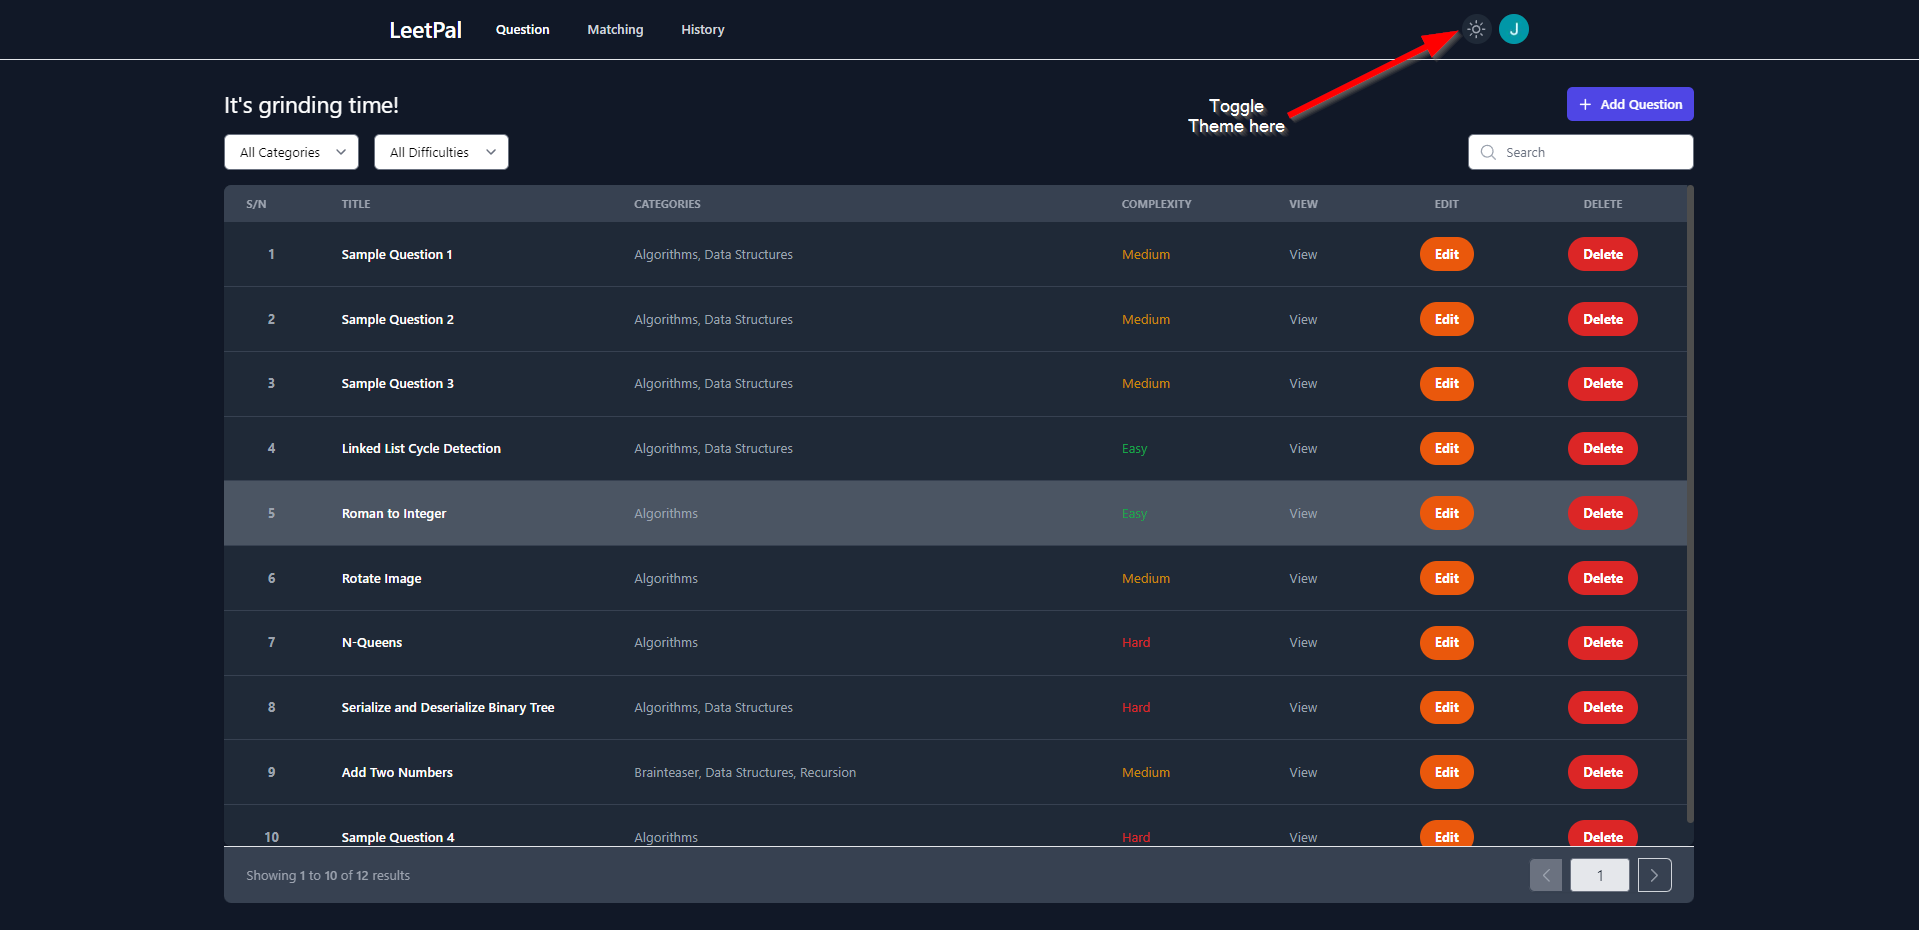 LeetPal Question Matching History J
It's grinding time!
Toggle
Theme here
+ Add Question
All Categories All Difficulties Search
S/N TITLE CATEGORIES COMPLEXITY VIEW EDIT DELETE
1 Sample Question 1 Algorithms, Data Structures Medium View Edit Delete
2 Sample Question 2 Algorithms, Data Structures Medium View Edit Delete
3 Sample Question 3 Algorithms, Data Structures Medium View Edit Delete
4 Linked List Cycle Detection Algorithms, Data Structures Easy View Edit Delete
5 Roman to Integer Algorithms Easy View Edit Delete
6 Rotate Image Algorithms Medium View Edit Delete
7 N-Queens Algorithms Hard View Edit Delete
8 Serialize and Deserialize Binary Tree Algorithms, Data Structures Hard View Edit Delete
9 Add Two Numbers Brainteaser, Data Structures, Recursion Medium View Edit Delete
10 Sample Question 4 Algorithms Hard View Edit Delete
Showing 1 to 10 of 12 results 1